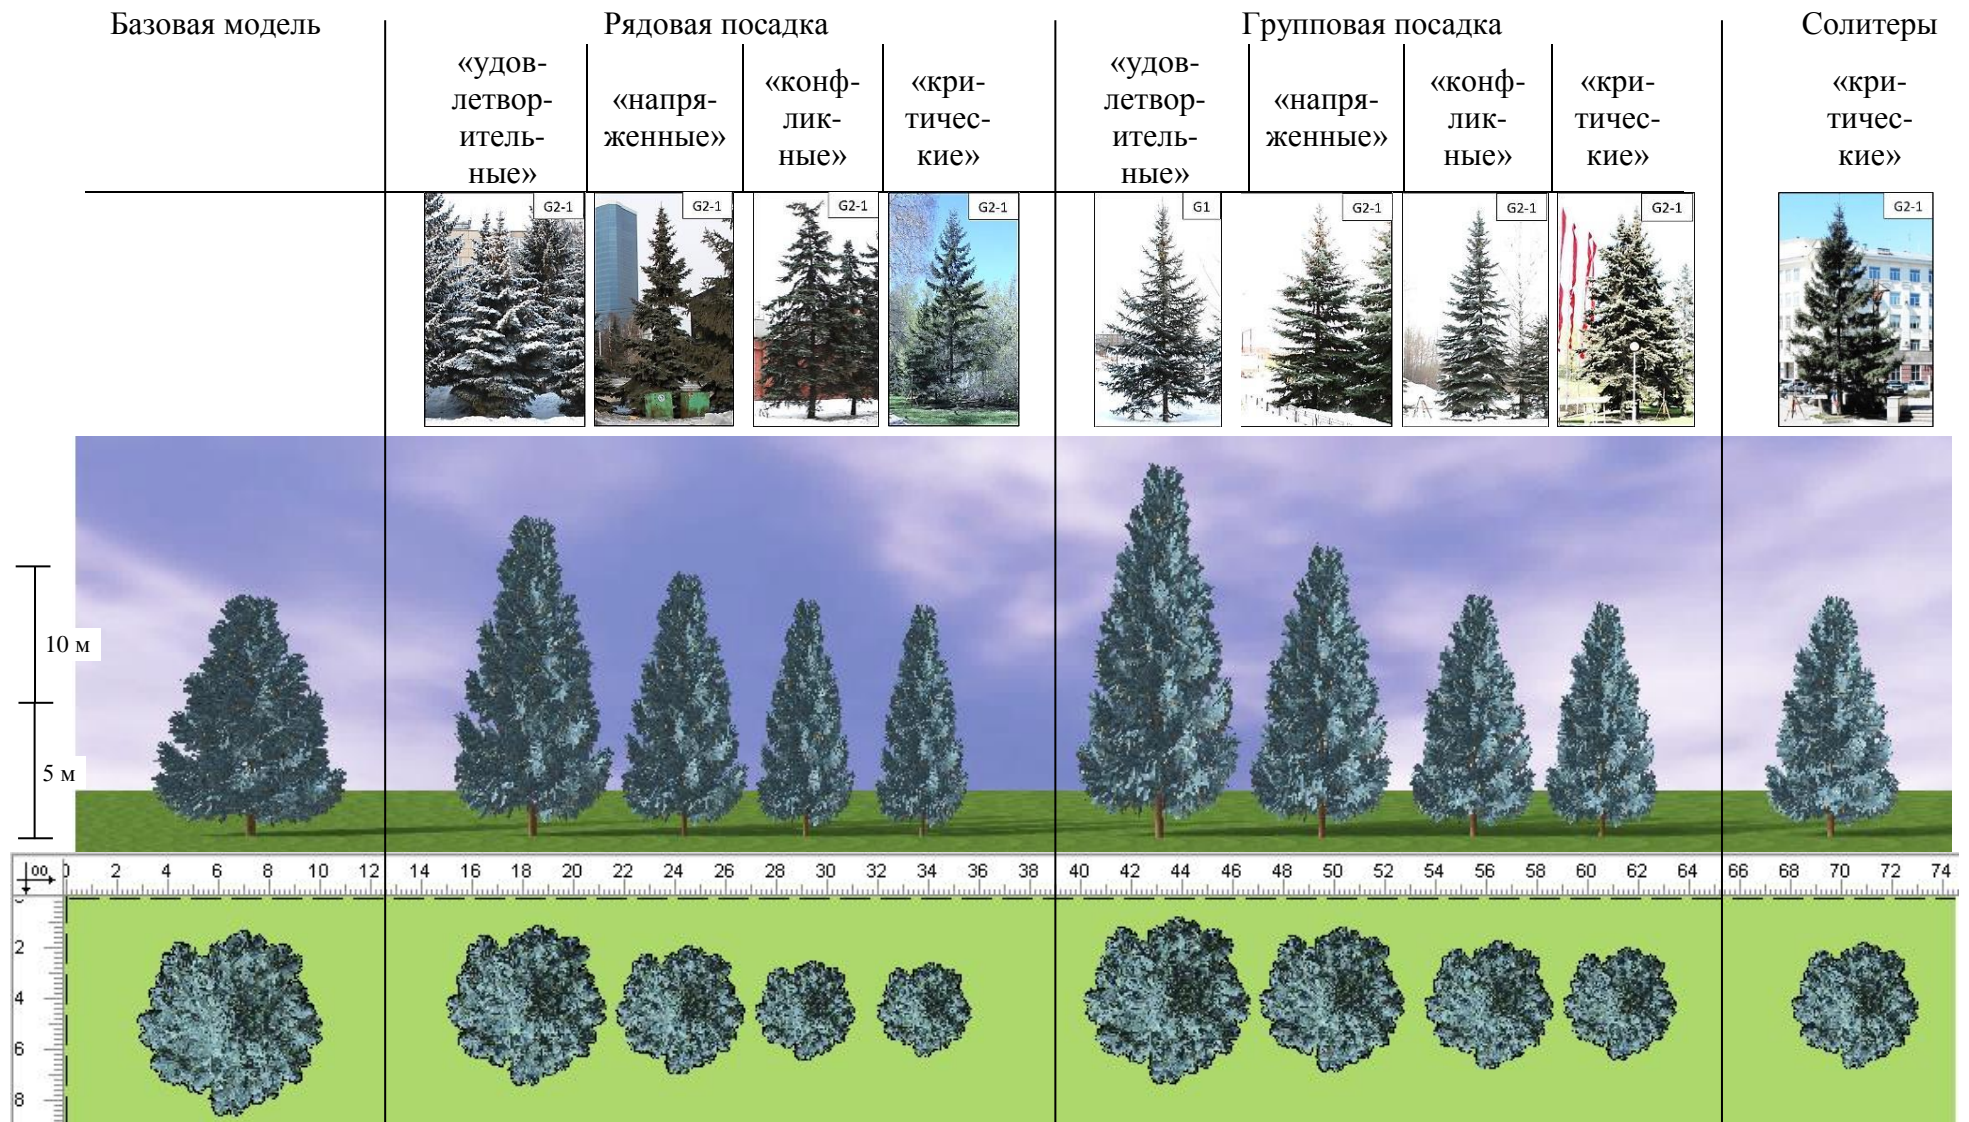 Базовая модель
Рядовая посадка
Групповая посадка
Солитеры
«удов-
летвор-
итель-
ные»
«напря-
женные»
«конф-
лик-
ные»
«кри-
тичес-
кие»
«удов-
летвор-
итель-
ные»
«напря-
женные»
«конф-
лик-
ные»
«кри-
тичес-
кие»
«кри-
тичес-
кие»
G2-1
G2-1
G2-1
G2-1
G1
G2-1
G2-1
G2-1
G2-1
10 м
5 м
00 0 2 4 6 8 10 12 14 16 18 20 22 24 26 28 30 32 34 36 38 40 42 44 46 48 50 52 54 56 58 60 62 64 66 68 70 72 74
2
4
6
8